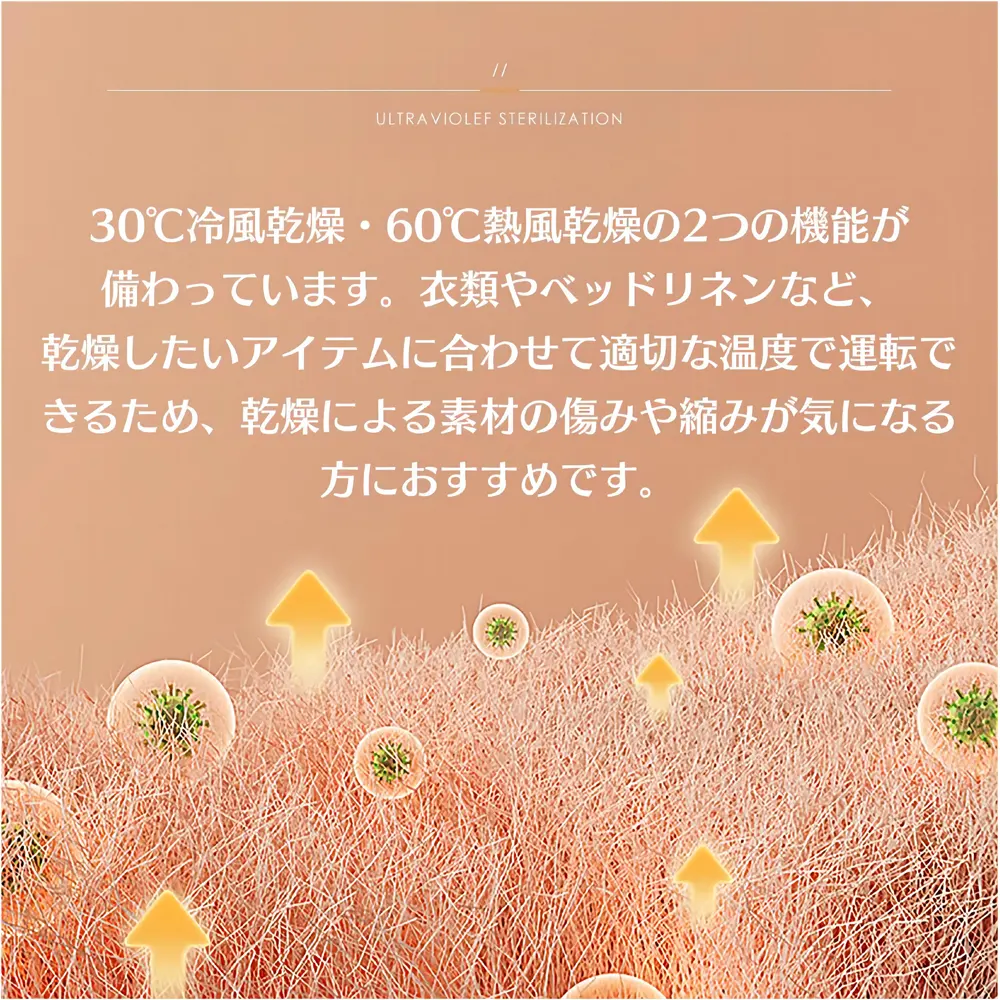 //
ULTRAVIOLEF STERILIZATION
30℃冷風乾燥・60℃熱風乾燥の2つの機能が
備わっています。衣類やベッドリネンなど、
乾燥したいアイテムに合わせて適切な温度で運転で
きるため、乾燥による素材の傷みや縮みが気になる
方におすすめです。